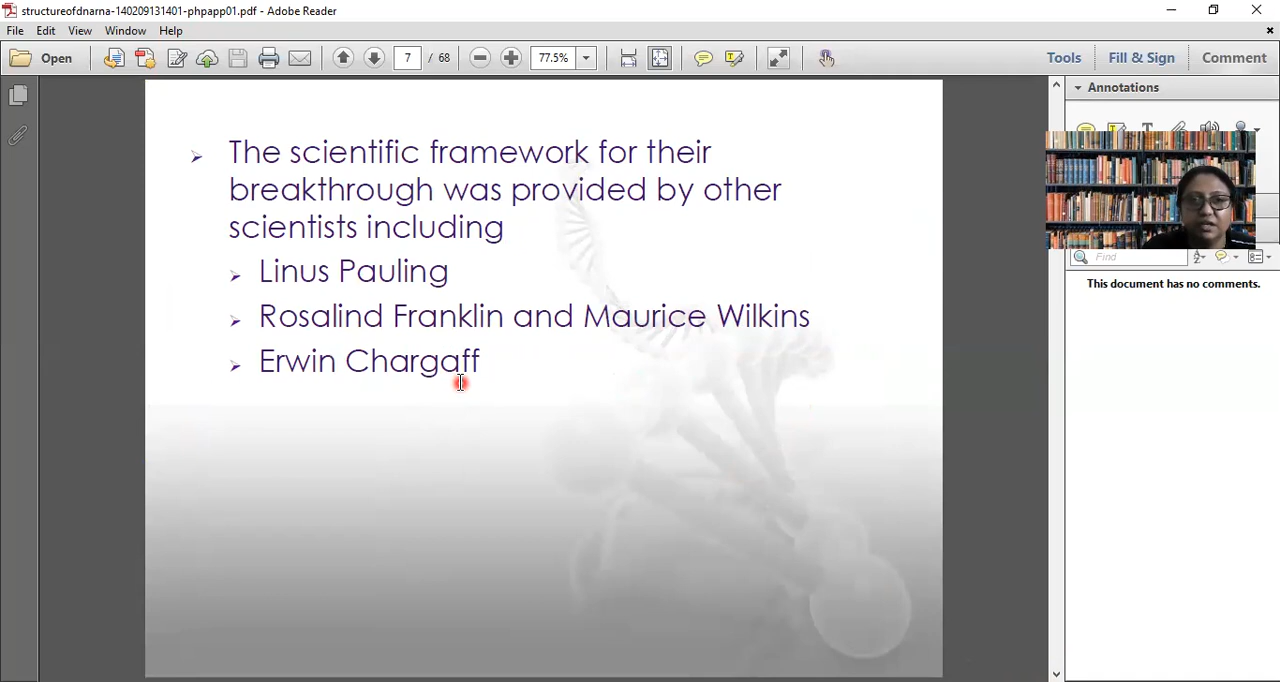 structureofdnarna-140209131401-phpapp01.pdf - Adobe Reader
File Edit View Window Help
Open 7 / 68 77.5% Tools Fill & Sign Comment
Annotations
The scientific framework for their
breakthrough was provided by other
scientists including
Linus Pauling
Rosalind Franklin and Maurice Wilkins
Erwin Chargaff
Find
This document has no comments.